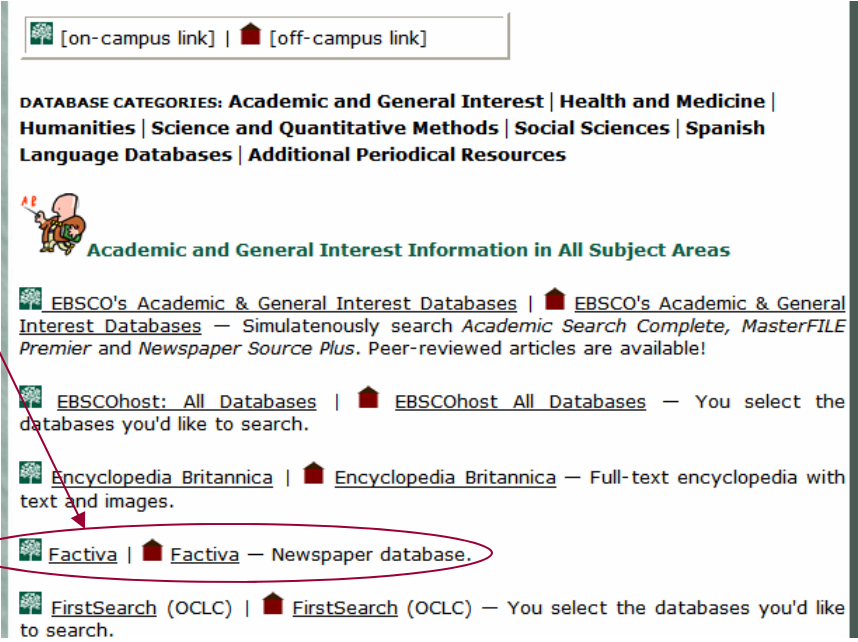 [on-campus link] | [off-campus link]
DATABASE CATEGORIES: Academic and General Interest | Health and Medicine |
Humanities | Science and Quantitative Methods | Social Sciences | Spanish
Language Databases | Additional Periodical Resources
A B
Academic and General Interest Information in All Subject Areas
EBSCO's Academic & General Interest Databases | EBSCO's Academic & General
Interest Databases — Simulatenously search Academic Search Complete, MasterFILE
Premier and Newspaper Source Plus. Peer-reviewed articles are available!
EBSCOhost: All Databases | EBSCOhost All Databases — You select the
databases you'd like to search.
Encyclopedia Britannica | Encyclopedia Britannica — Full-text encyclopedia with
text and images.
Factiva | Factiva — Newspaper database.
FirstSearch (OCLC) | FirstSearch (OCLC) — You select the databases you'd like
to search.